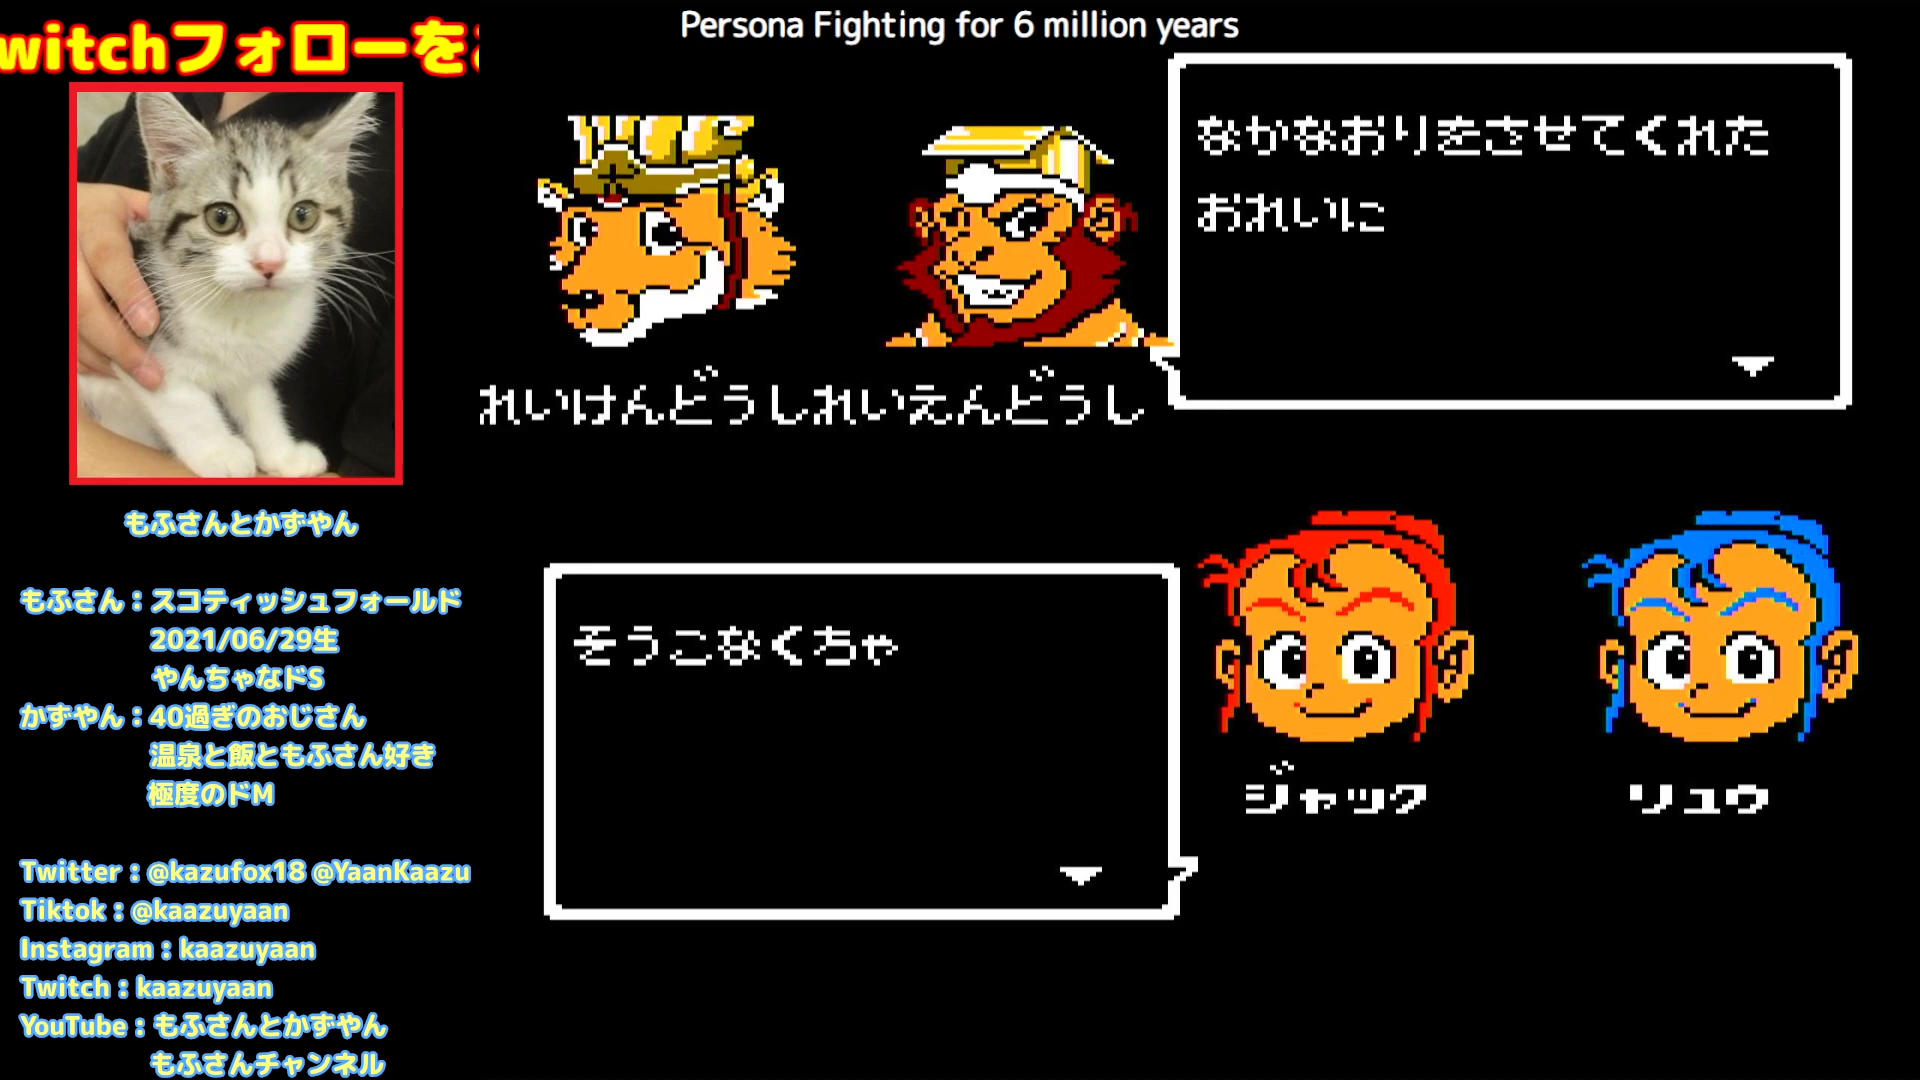 witchフォローを
Persona Fighting for 6 million years
なかなおりをさせてくれた
おれいに
れいけんどうし
れいえんどうし
もふさんとかずやん
もふさん：スコティッシュフォールド
2021/06/29生
やんちゃなドS
かずやん：40過ぎのおじさん
温泉と飯ともふさん好き
極度のドM
Twitter：@kazufox18 @YaanKaazu
Tiktok：@kaazuyaan
Instagram：kaazuyaan
Twitch：kaazuyaan
YouTube：もふさんとかずやん
もふさんチャンネル
そうこなくちゃ
ジャック
リュウ